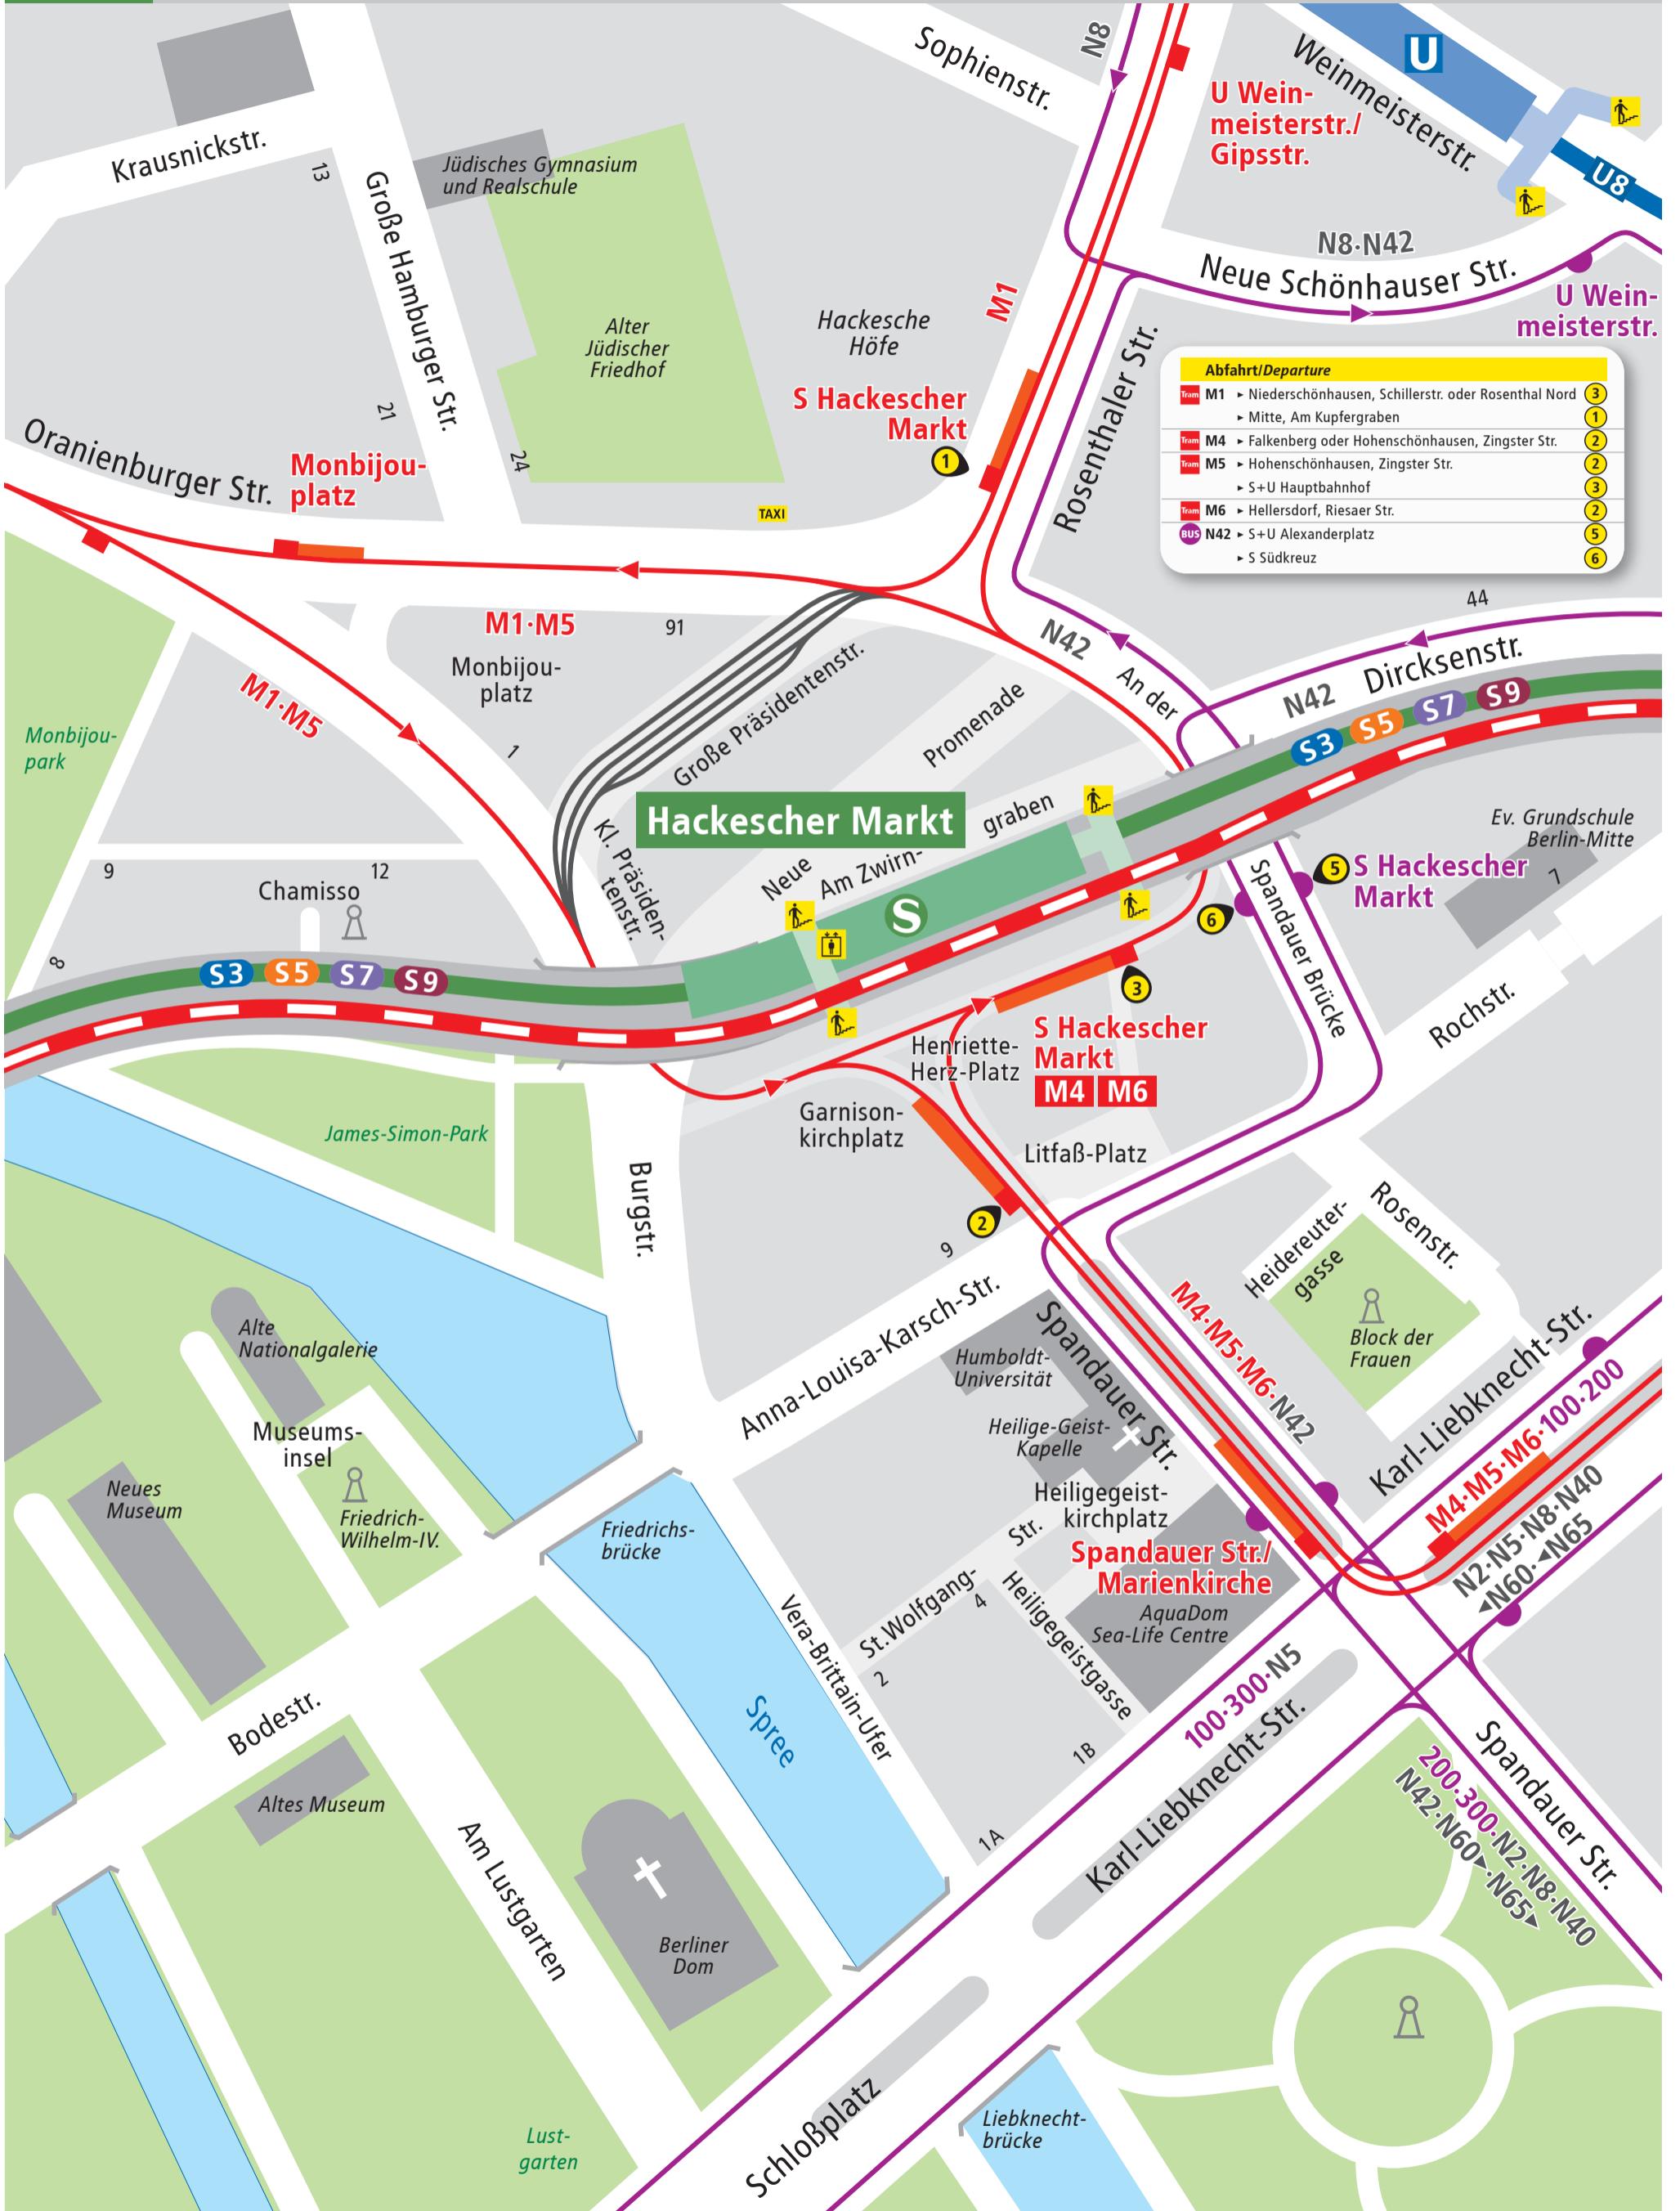 Sophienstr.
N8
Weinmeisterstr.
U
U Wein-
meisterstr./
Gipsstr.
U8
Krausnickstr.
13
Große Hamburger Str.
Jüdisches Gymnasium
und Realschule
N8·N42
Neue Schönhauser Str.
U Wein-
meisterstr.
M1
Hackesche
Höfe
Alter
Jüdischer
Friedhof
Rosenthaler Str.
Abfahrt/Departure
Tram M1 ▸ Niederschönhausen, Schillerstr. oder Rosenthal Nord 3
▸ Mitte, Am Kupfergraben 1
Tram M4 ▸ Falkenberg oder Hohenschönhausen, Zingster Str. 2
Tram M5 ▸ Hohenschönhausen, Zingster Str. 2
▸ S+U Hauptbahnhof 3
Tram M6 ▸ Hellersdorf, Riesaer Str. 2
BUS N42 ▸ S+U Alexanderplatz 5
▸ S Südkreuz 6
S Hackescher
Markt
1
21
24
Oranienburger Str.
Monbijou-
platz
TAXI
44
M1·M5
91
Monbijou-
platz
M1·M5
1
Große Präsidentenstr.
Promenade
N42
An der
N42
Dircksenstr.
S3
S5
S7
S9
Monbijou-
park
Hackescher Markt
graben
Neue
Am Zwirn-
Kl. Präsiden-
tenstr.
S
Ev. Grundschule
Berlin-Mitte
7
5
S Hackescher
Markt
6
Spandauer Brücke
9
12
Chamisso
8
S3
S5
S7
S9
3
Rochstr.
S Hackescher
Markt
M4
M6
Henriette-
Herz-Platz
Garnison-
kirchplatz
Litfaß-Platz
James-Simon-Park
Burgstr.
2
9
Rosenstr.
Heidereuter-
gasse
Block der
Frauen
Anna-Louisa-Karsch-Str.
M4·M5·M6·N42
Spandauer Str.
Humboldt-
Universität
Heilige-Geist-
Kapelle
Karl-Liebknecht-Str.
M4·M5·M6·100·200
N2·N5·N8·N40
◂N60·◂N65
Alte
Nationalgalerie
Museums-
insel
Neues
Museum
Friedrich-
Wilhelm-IV.
Friedrichs-
brücke
Heiligegeist-
kirchplatz
Str.
Spandauer Str./
Marienkirche
AquaDom
Sea-Life Centre
St.Wolfgang-
4
2
Heiligegeistgasse
Vera-Brittain-Ufer
Spree
1B
1A
100·300·N5
Karl-Liebknecht-Str.
Spandauer Str.
200·300·N2·N8·N40
N42·N60▸·N65▸
Bodestr.
Altes Museum
Am Lustgarten
Berliner
Dom
Lust-
garten
Schloßplatz
Liebknecht-
brücke